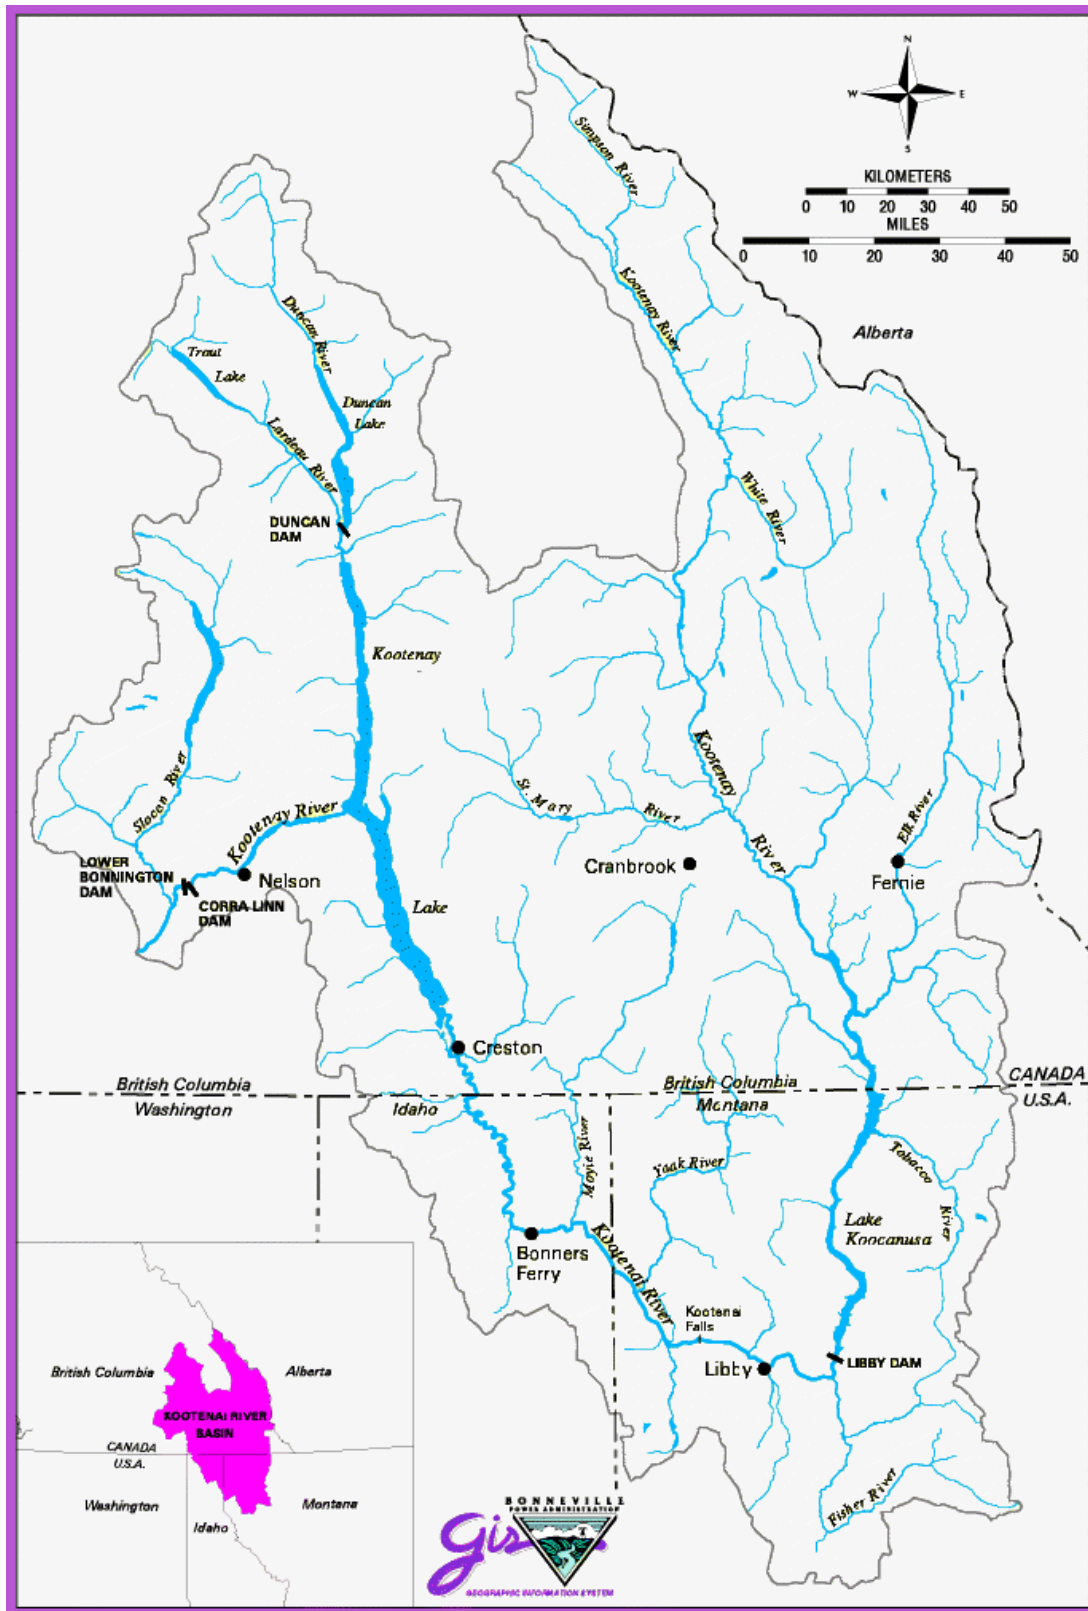 N
W E
S
KILOMETERS
0 10 20 30 40 50
MILES
0 10 20 30 40 50
Simpson River
Kootenay River
Alberta
Duncan River
Trout
Lake
Duncan
Lake
Lardeau River
White River
DUNCAN
DAM
Kootenay
Kootenay
Slocan River
St. Mary
River
Elk River
Kootenay River
River
LOWER
BONNINGTON
DAM
Nelson
Cranbrook
Fernie
CORRA LINN
DAM
Lake
Creston
British Columbia
Washington
Idaho
British Columbia
Montana
CANADA
U.S.A.
Moyie River
Yaak River
Tobacco
River
Lake
Koocanusa
Bonners
Ferry
Kootenai River
Kootenai
Falls
Libby
LIBBY DAM
Fisher River
British Columbia
Alberta
KOOTENAI RIVER
BASIN
CANADA
U.S.A.
Washington
Montana
Idaho
BONNEVILLE
POWER ADMINISTRATION
Gis
GEOGRAPHIC INFORMATION SYSTEM